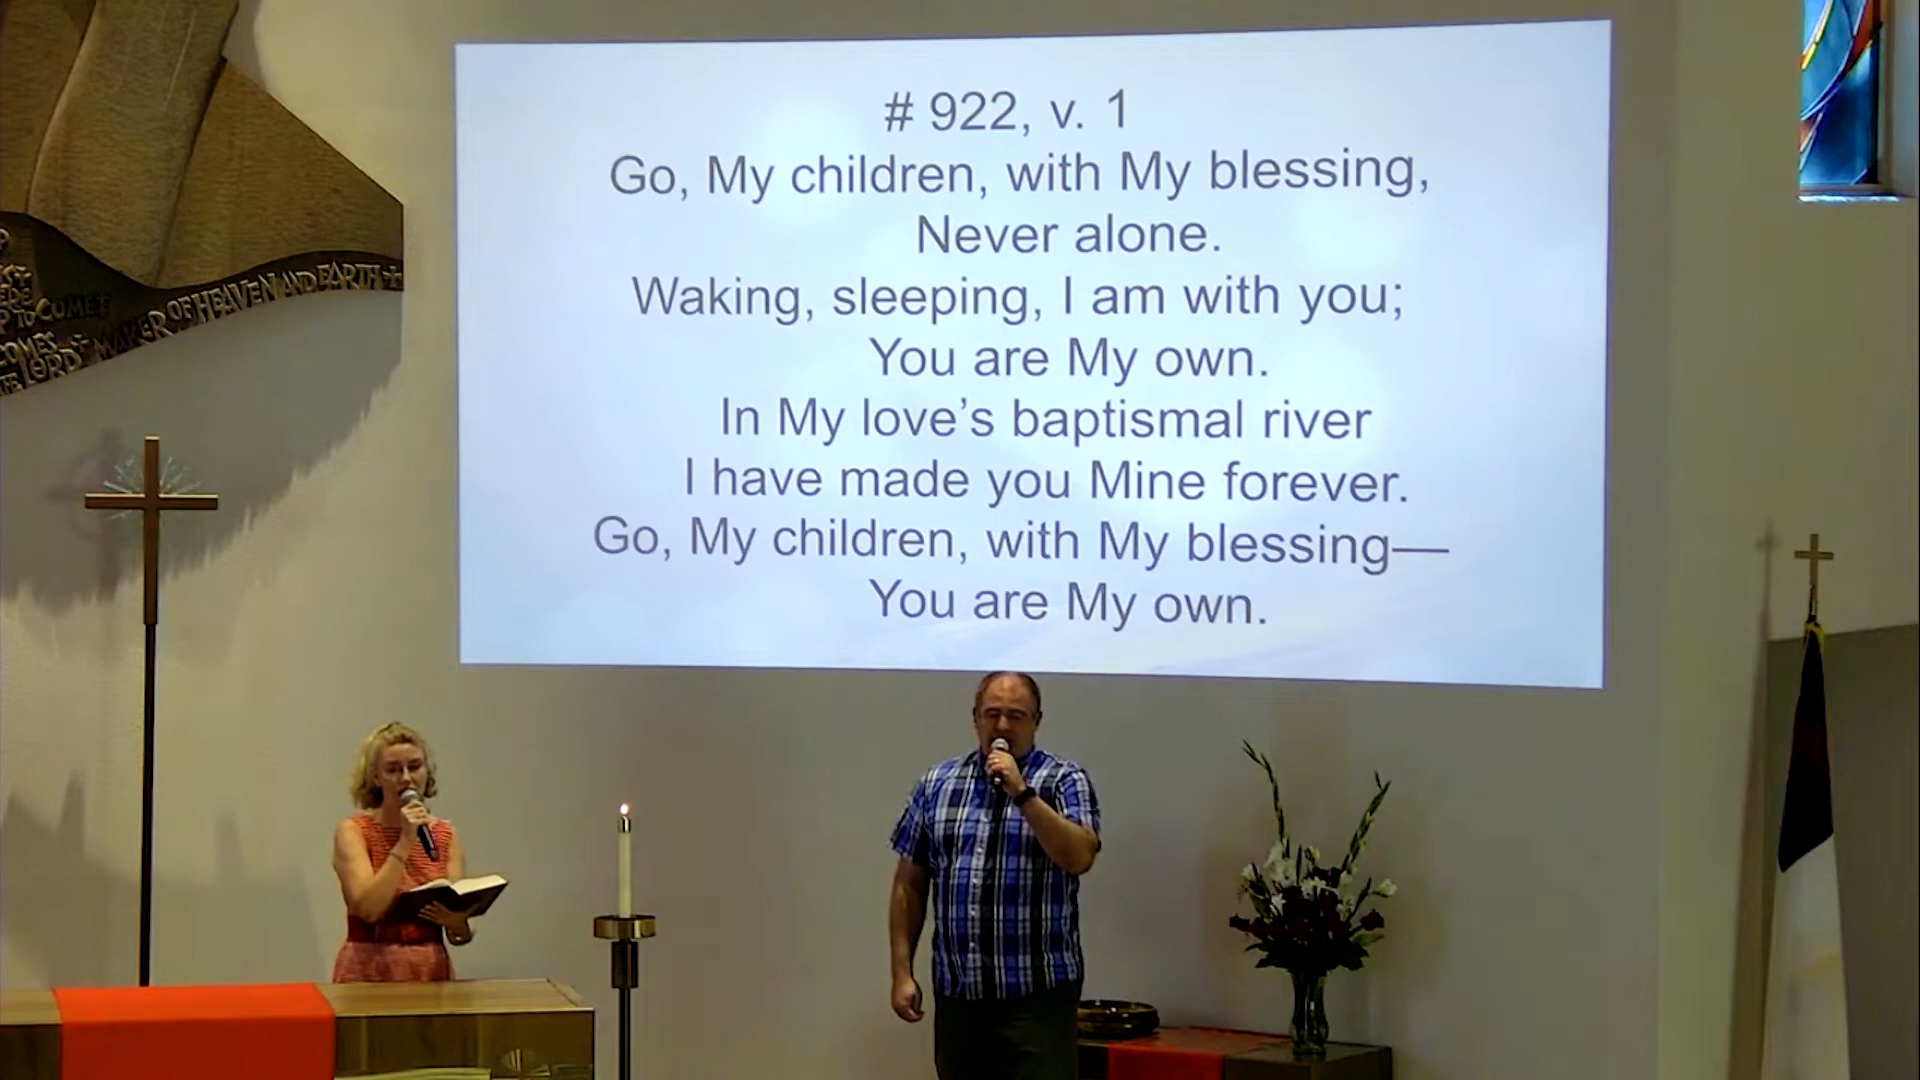 # 922, v. 1
Go, My children, with My blessing,
Never alone.
Waking, sleeping, I am with you;
You are My own.
In My love’s baptismal river
I have made you Mine forever.
Go, My children, with My blessing—
You are My own.
MAKER OF HEAVEN AND EARTH
TO COME
COMES
LORD